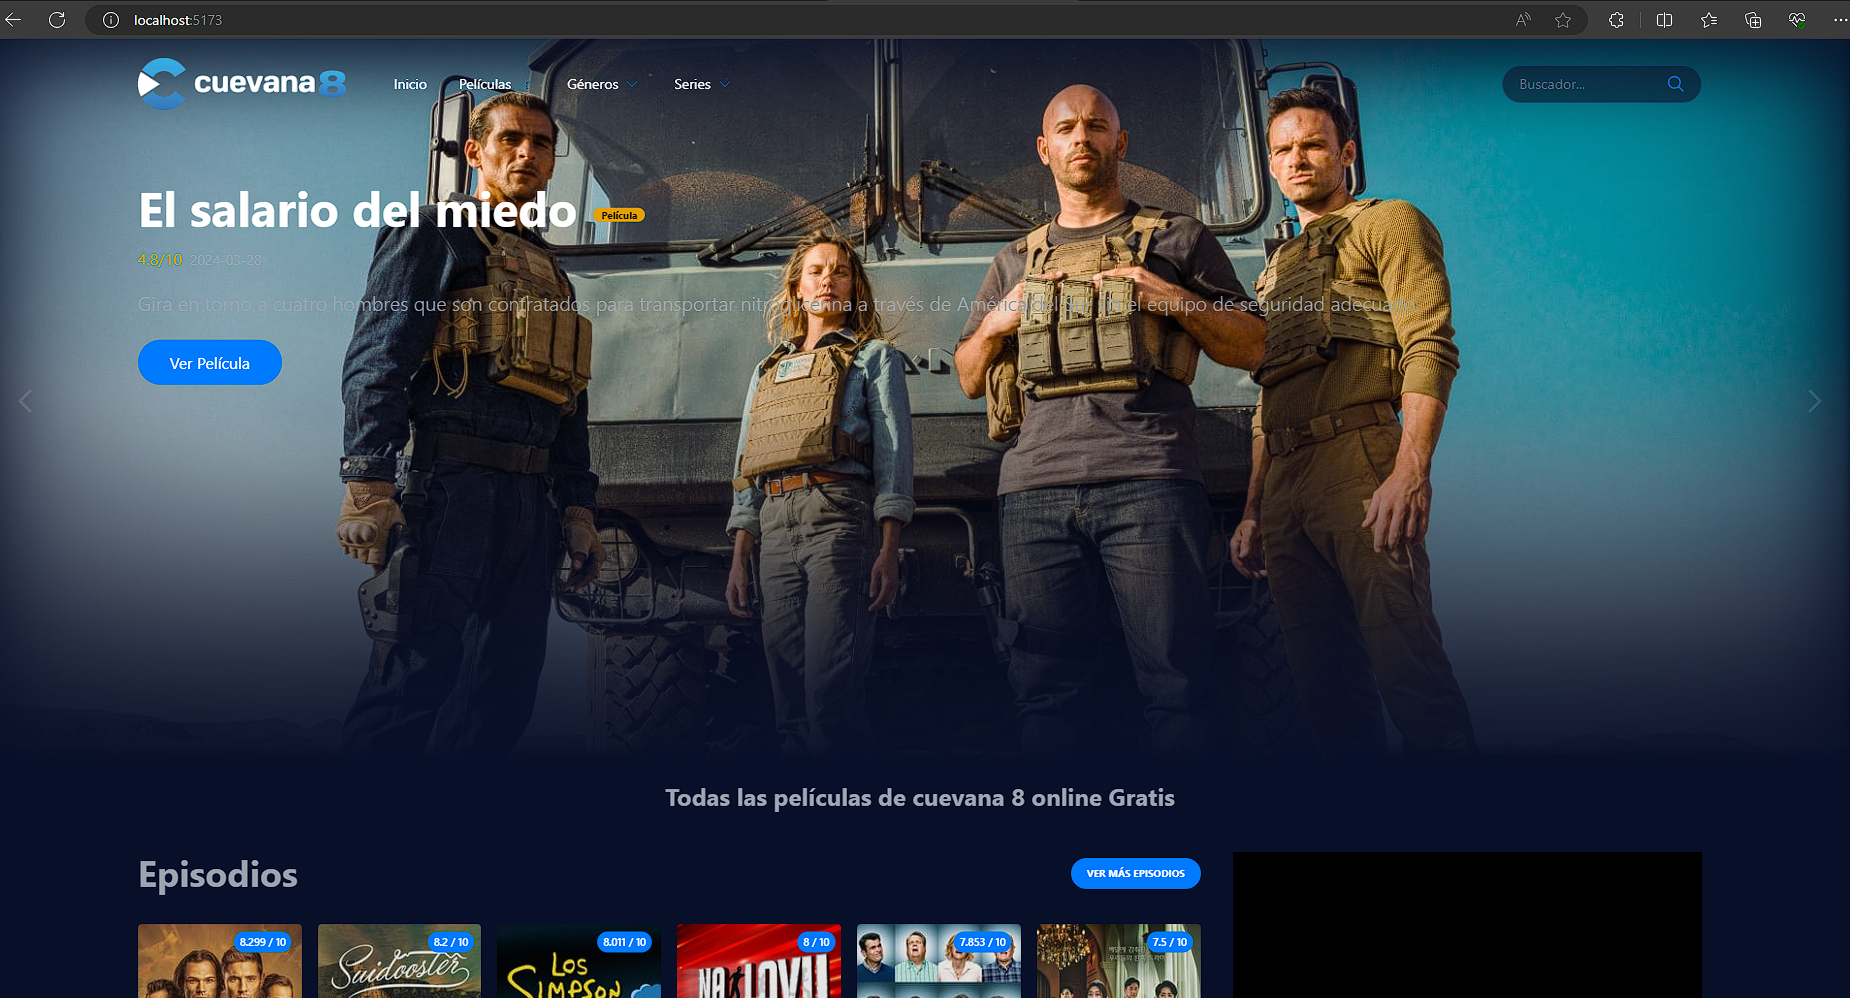 localhost:5173
cuevana 8
Inicio
Películas
Géneros
Series
Buscador...
El salario del miedo
Película
4.8/10 2024-03-28
Gira en torno a cuatro hombres que son contratados para transportar nitroglicerina a través de América del Sur sin el equipo de seguridad adecuado.
Ver Película
Todas las películas de cuevana 8 online Gratis
Episodios
VER MÁS EPISODIOS
8.299 / 10
8.2 / 10
Suidooster
8.011 / 10
LOS
SIMPSON
8 / 10
NA LOVU
7.853 / 10
7.5 / 10